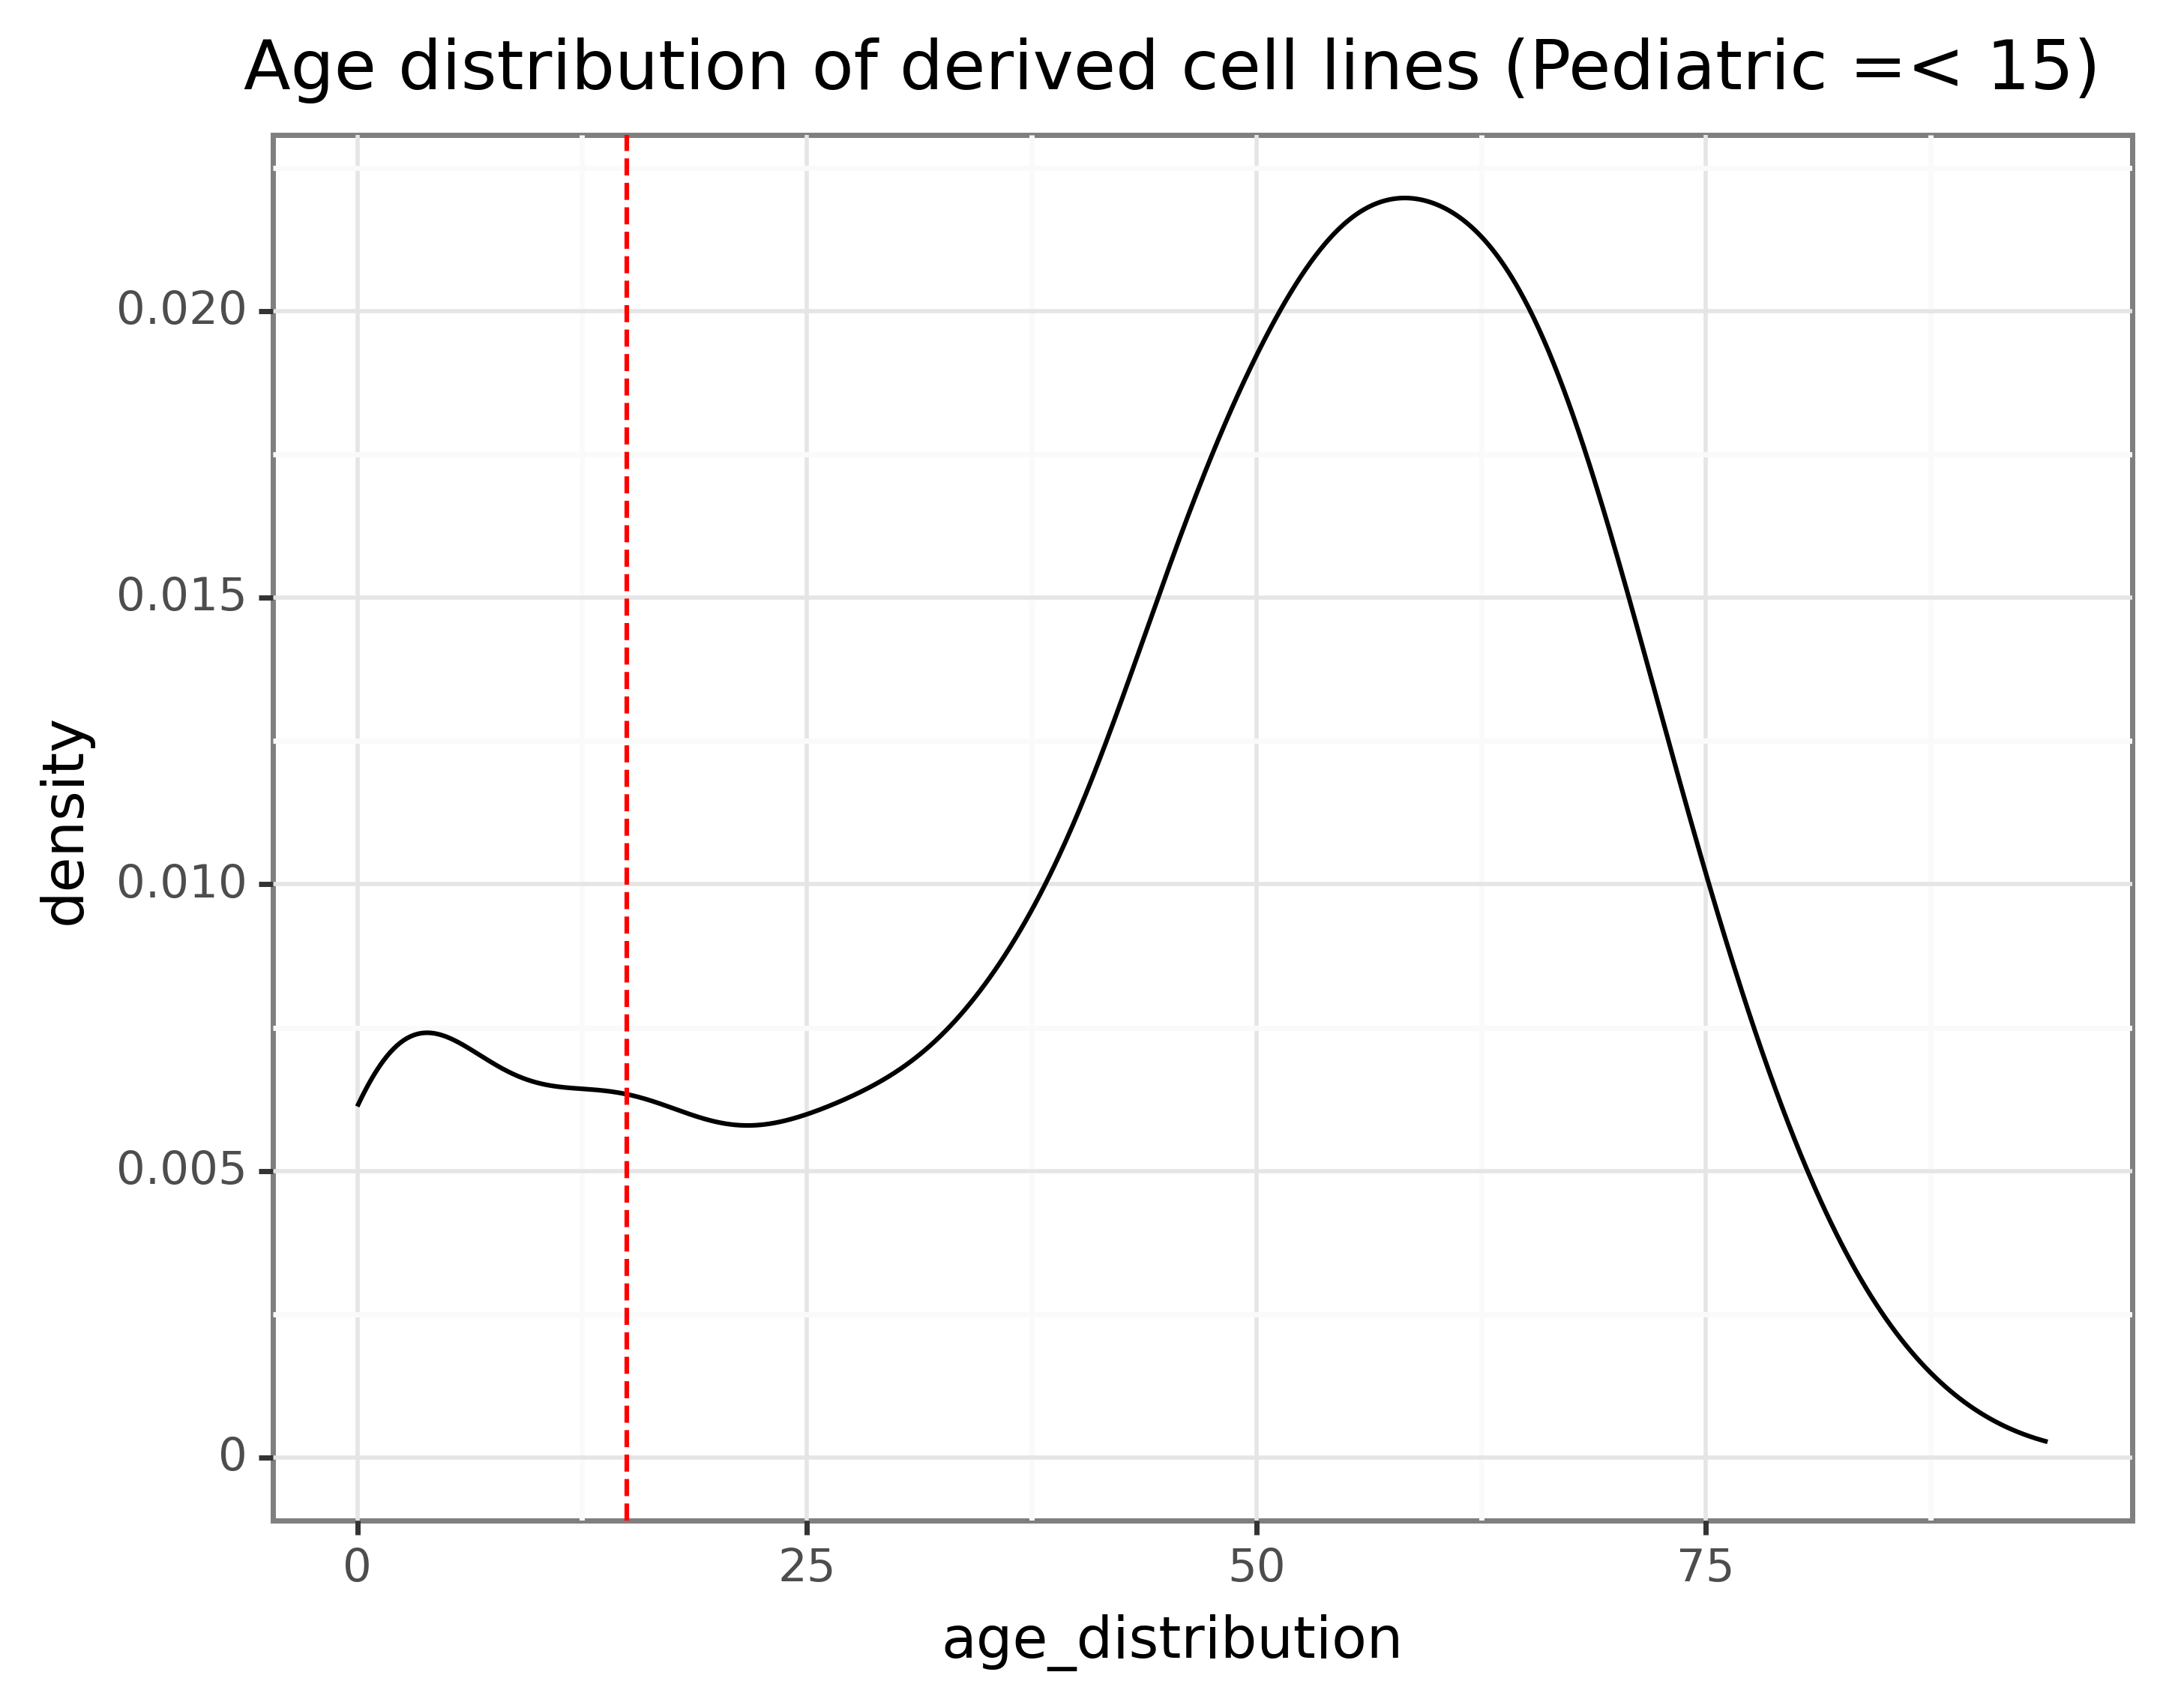 Age distribution of derived cell lines (Pediatric =< 15)
0.020
0.015
0.010
0.005
0
density
0 25 50 75
age_distribution